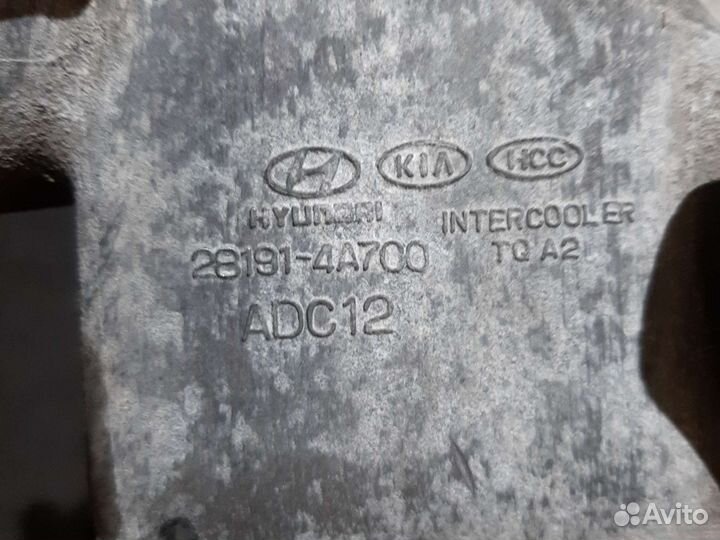 KIA HCC
HYUNDAI INTERCOOLER
28191-4A700 TQ A2
ADC12
Avito